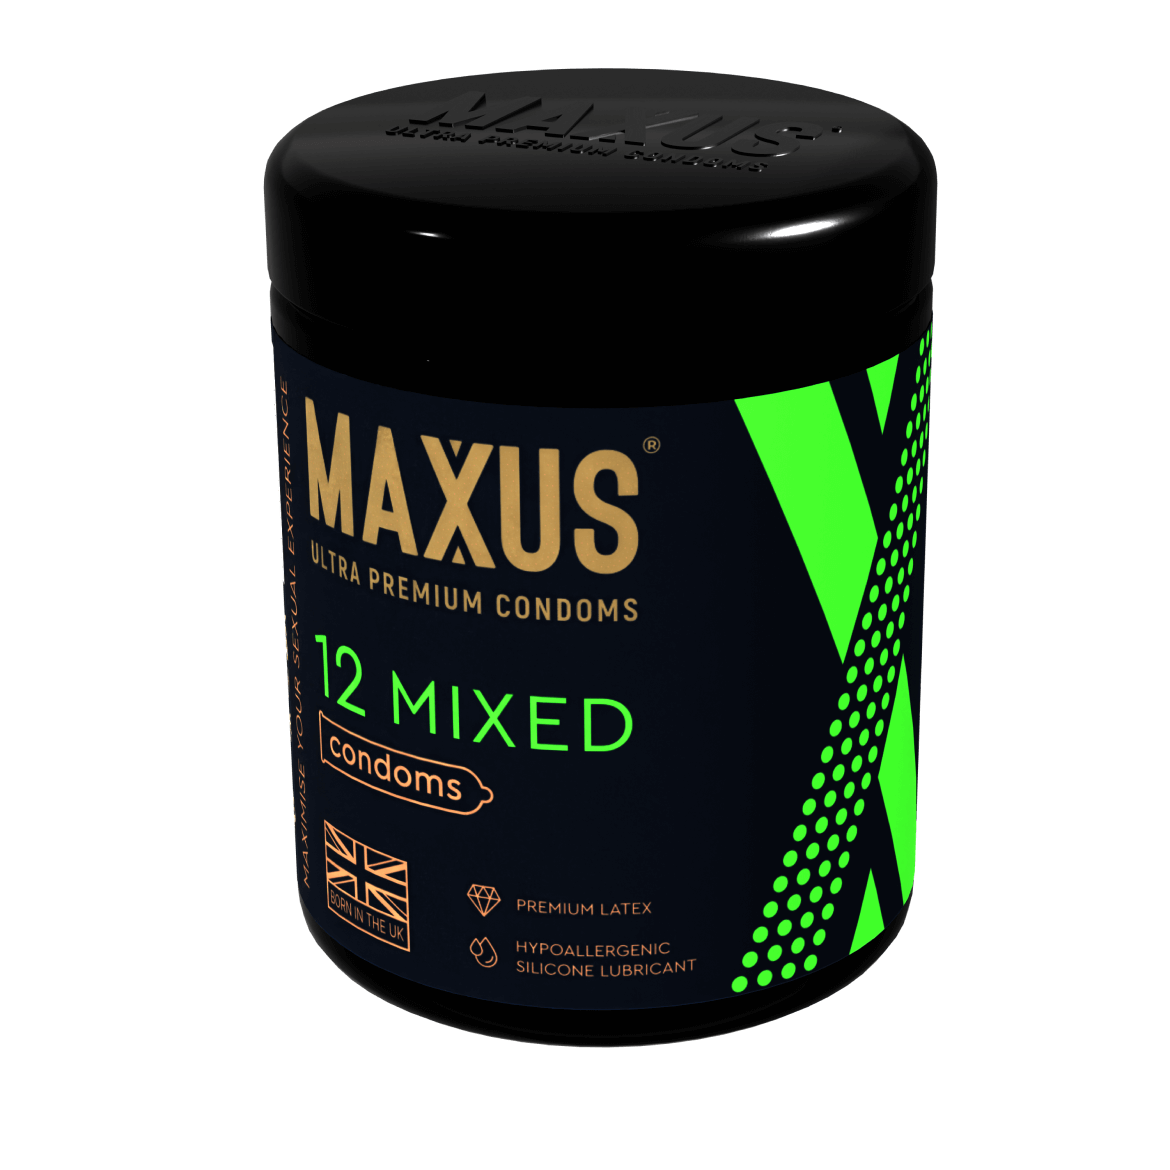 MAXUS
ULTRA PREMIUM CONDOMS
MAXUS®
ULTRA PREMIUM CONDOMS
12 MIXED
condoms
BORN IN THE UK
PREMIUM LATEX
HYPOALLERGENIC
SILICONE LUBRICANT
MAXIMISE YOUR SEXUAL EXPERIENCE